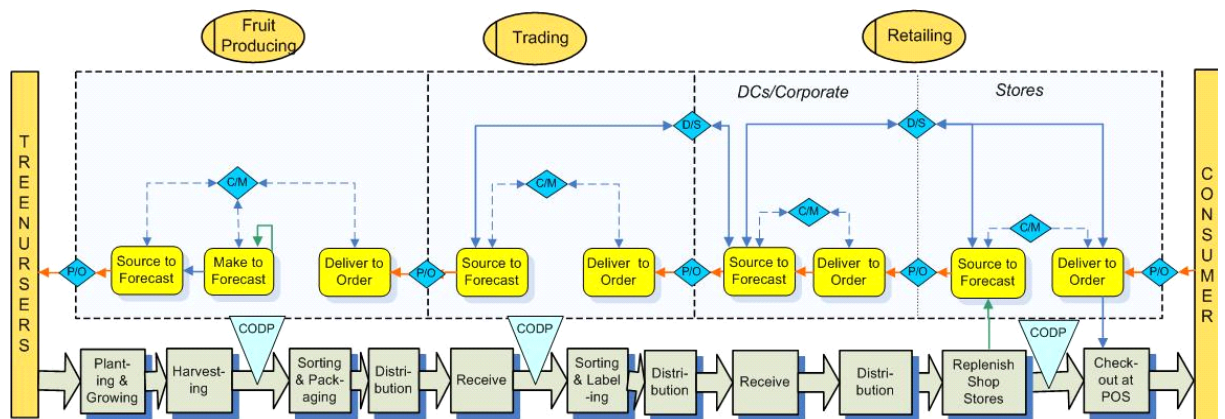 Fruit
Producing
Trading
Retailing
DCs/Corporate
Stores
T
R
E
E
N
U
R
S
E
R
S
C
O
N
S
U
M
E
R
D/S
D/S
C/M
C/M
C/M
C/M
P/O
Source to
Forecast
Make to
Forecast
Deliver to
Order
P/O
Source to
Forecast
Deliver to
Order
P/O
Source to
Forecast
Deliver to
Order
P/O
Source to
Forecast
Deliver to
Order
P/O
CODP
CODP
CODP
Plant-
ing &
Growing
Harvest-
ing
Sorting
& Pack-
aging
Distri-
bution
Receive
Sorting
& Label
-ing
Distri-
bution
Receive
Distri-
bution
Replenish
Shop
Stores
Check-
out at
POS